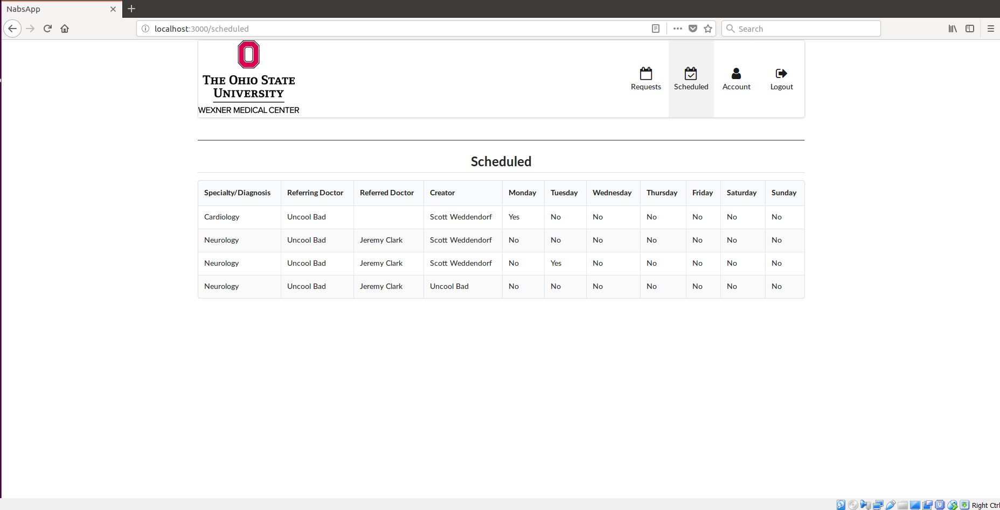 NabsApp
localhost:3000/scheduled
Search
THE OHIO STATE
UNIVERSITY
WEXNER MEDICAL CENTER
Requests Scheduled Account Logout
Scheduled
Specialty/Diagnosis Referring Doctor Referred Doctor Creator Monday Tuesday Wednesday Thursday Friday Saturday Sunday
Cardiology Uncool Bad Scott Weddendorf Yes No No No No No No
Neurology Uncool Bad Jeremy Clark Scott Weddendorf No No No No No No No
Neurology Uncool Bad Jeremy Clark Scott Weddendorf No Yes No No No No No
Neurology Uncool Bad Jeremy Clark Uncool Bad No No No No No No No
Right Ctrl